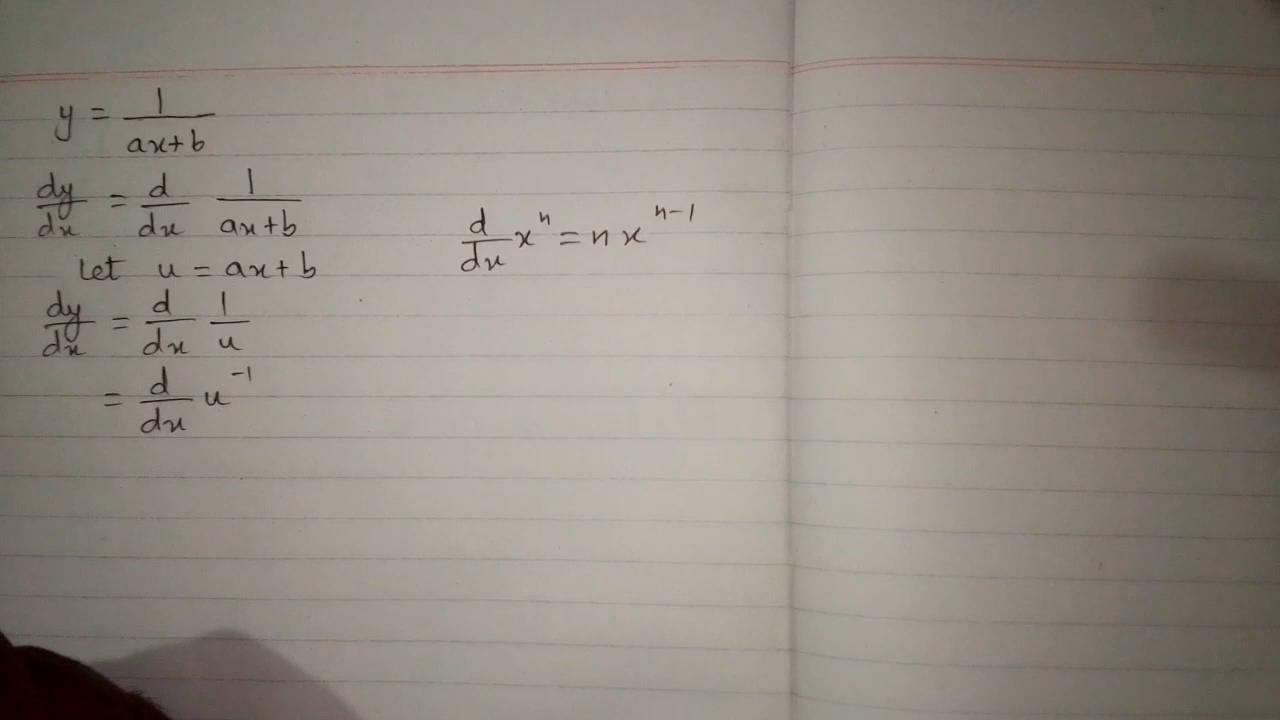 y = 1/(ax+b)
dy/dx = d/dx 1/(ax+b)
d/dx x^n = n x^(n-1)
Let u = ax+b
dy/dx = d/dx 1/u
= d/dx u^-1